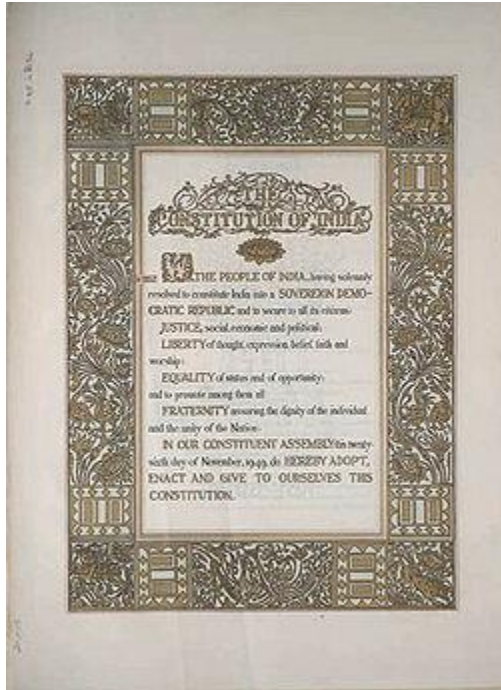 THE
CONSTITUTION OF INDIA
WE, THE PEOPLE OF INDIA, having solemnly
resolved to constitute India into a SOVEREIGN DEMO-
CRATIC REPUBLIC and to secure to all its citizens:
JUSTICE, social, economic and political;
LIBERTY of thought, expression, belief, faith and
worship;
EQUALITY of status and of opportunity;
and to promote among them all
FRATERNITY assuring the dignity of the individual
and the unity of the Nation;
IN OUR CONSTITUENT ASSEMBLY this twenty
sixth day of November, 1949, do HEREBY ADOPT,
ENACT AND GIVE TO OURSELVES THIS
CONSTITUTION.